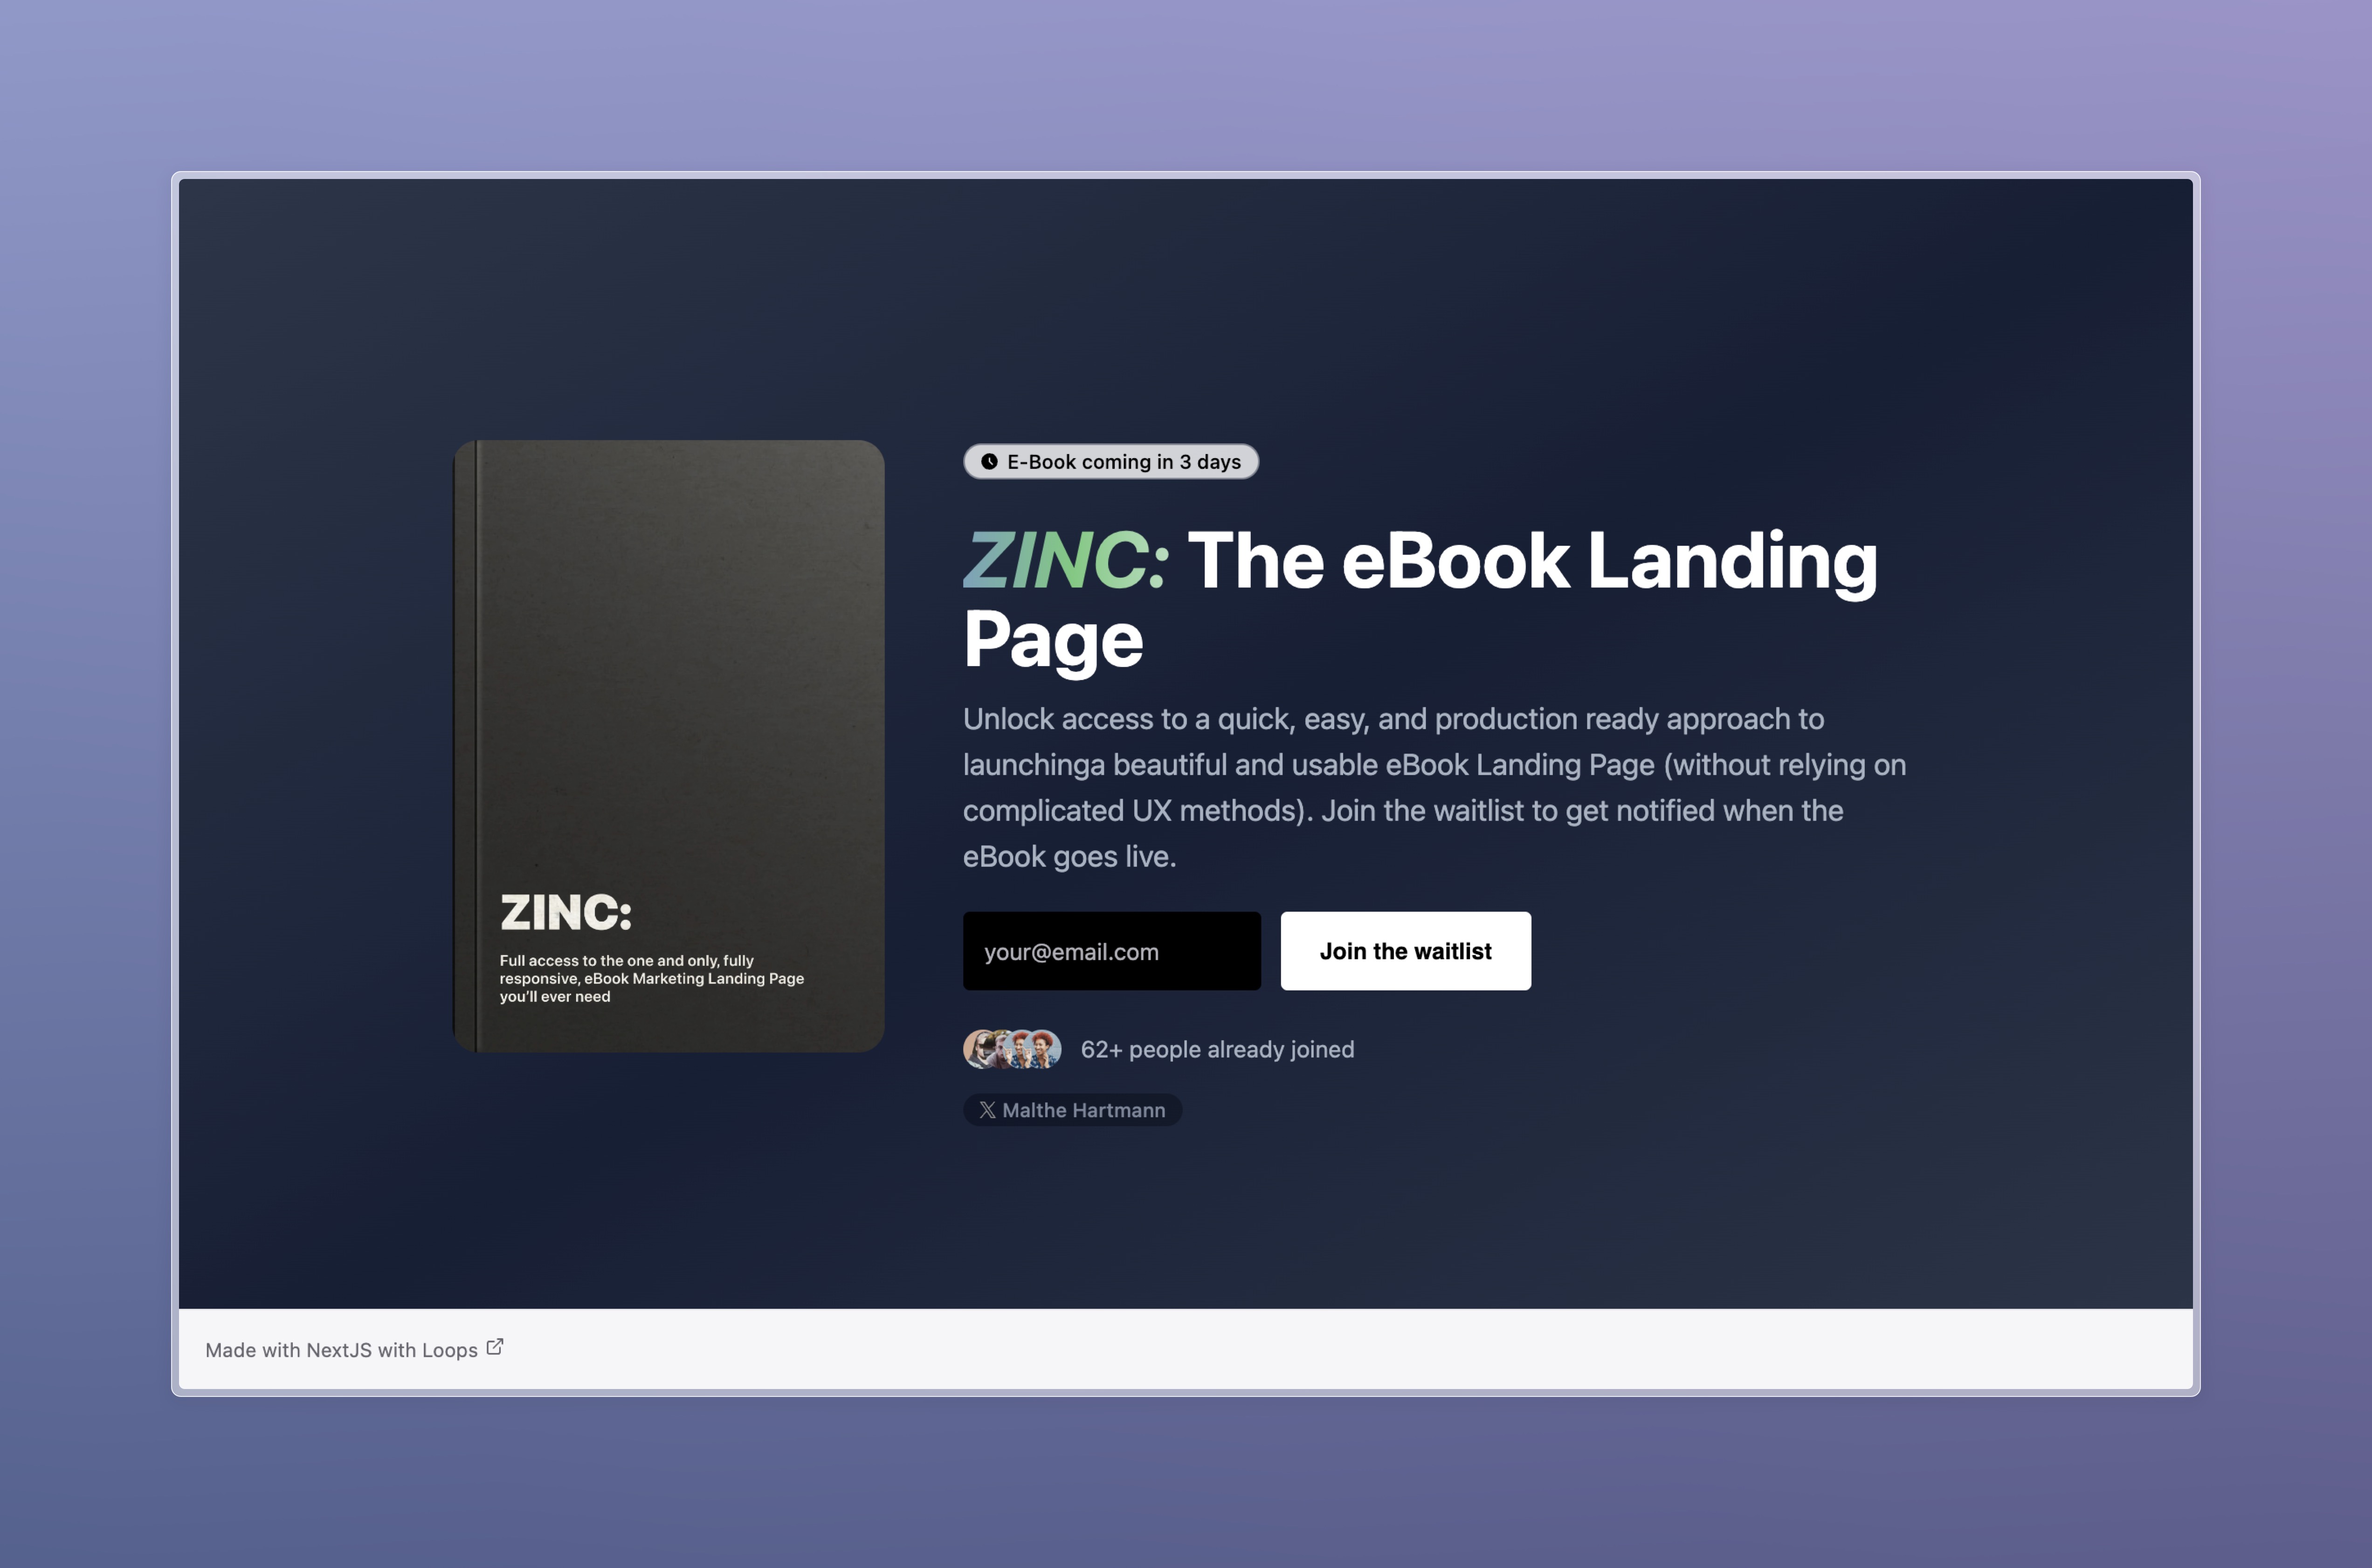 E-Book coming in 3 days
ZINC: The eBook Landing
Page
Unlock access to a quick, easy, and production ready approach to
launchinga beautiful and usable eBook Landing Page (without relying on
complicated UX methods). Join the waitlist to get notified when the
eBook goes live.
your@email.com
Join the waitlist
62+ people already joined
𝕏 Malthe Hartmann
ZINC:
Full access to the one and only, fully
responsive, eBook Marketing Landing Page
you'll ever need
Made with NextJS with Loops